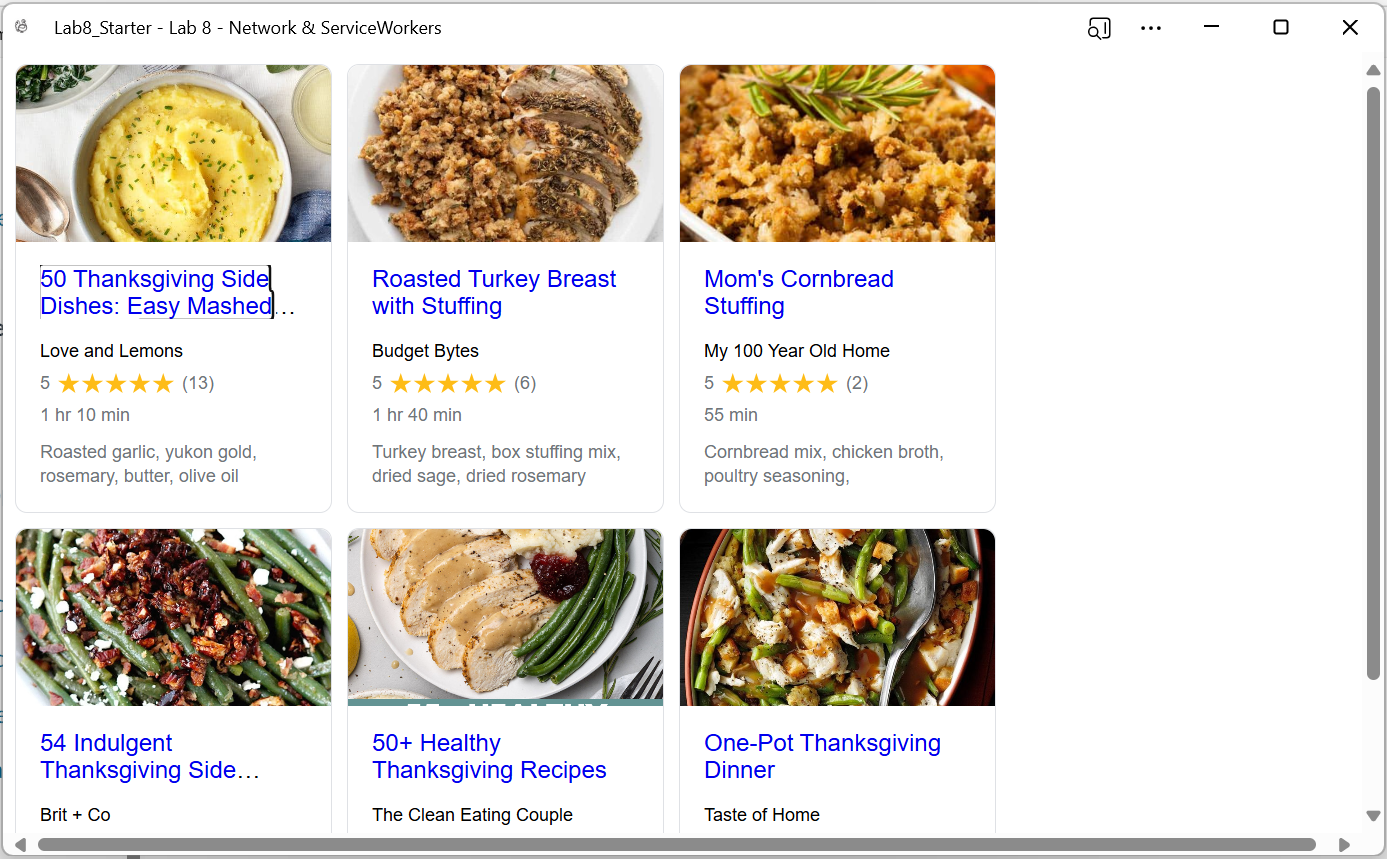 Lab8_Starter - Lab 8 - Network & ServiceWorkers
50 Thanksgiving Side
Dishes: Easy Mashed…
Love and Lemons
5 ★★★★★ (13)
1 hr 10 min
Roasted garlic, yukon gold,
rosemary, butter, olive oil
Roasted Turkey Breast
with Stuffing
Budget Bytes
5 ★★★★★ (6)
1 hr 40 min
Turkey breast, box stuffing mix,
dried sage, dried rosemary
Mom's Cornbread
Stuffing
My 100 Year Old Home
5 ★★★★★ (2)
55 min
Cornbread mix, chicken broth,
poultry seasoning,
54 Indulgent
Thanksgiving Side…
Brit + Co
50+ Healthy
Thanksgiving Recipes
The Clean Eating Couple
One-Pot Thanksgiving
Dinner
Taste of Home